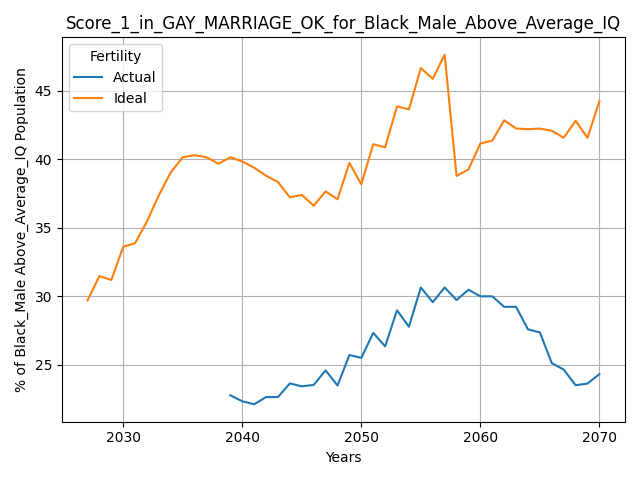 Score_1_in_GAY_MARRIAGE_OK_for_Black_Male_Above_Average_IQ
Fertility
Actual
Ideal
% of Black_Male Above_Average_IQ Population
45
40
35
30
25
2030 2040 2050 2060 2070
Years